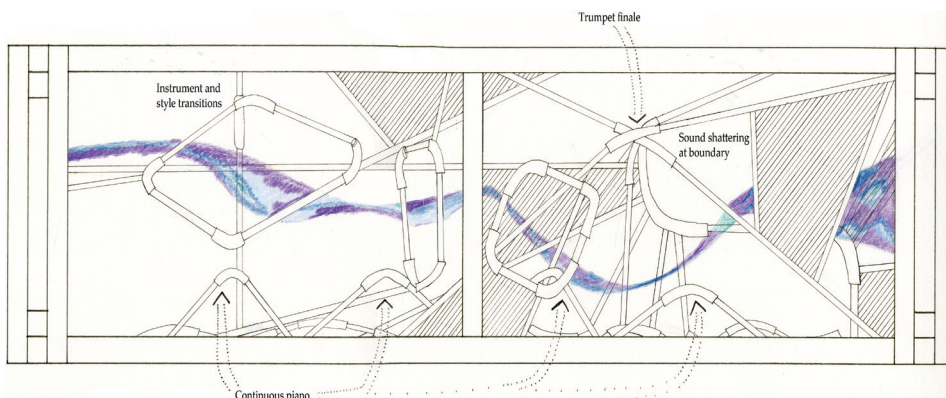 Trumpet finale
Instrument and
style transitions
Sound shattering
at boundary
Continuous piano